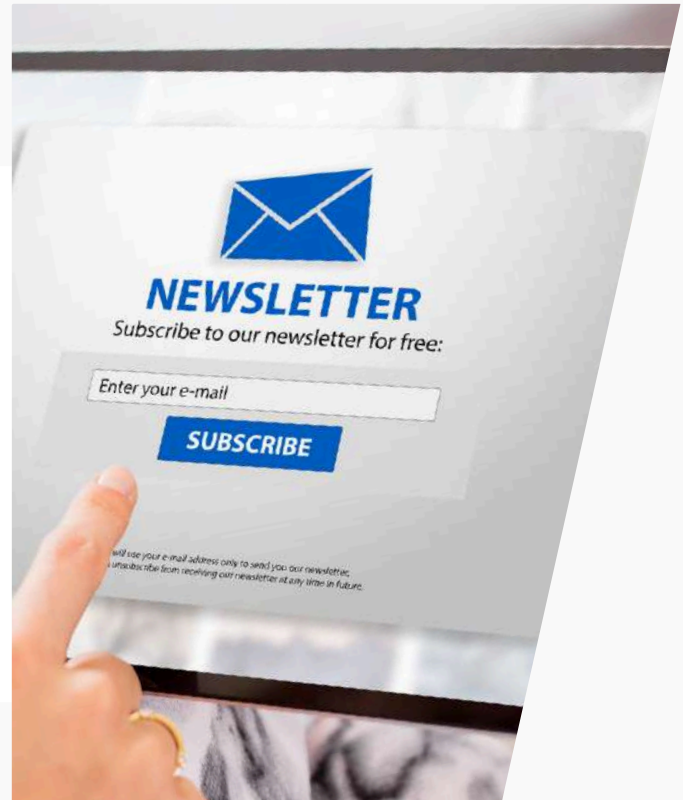 NEWSLETTER
Subscribe to our newsletter for free:
Enter your e-mail
SUBSCRIBE
will use your e-mail address only to send you our newsletter,
unsubscribe from receiving our newsletter at any time in future.